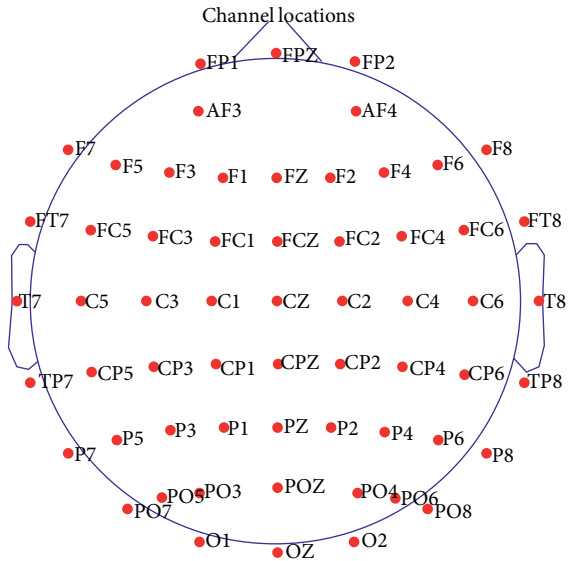 Channel locations
FP1 FPZ FP2
AF3 AF4
F7 F5 F3 F1 FZ F2 F4 F6 F8
FT7 FC5 FC3 FC1 FCZ FC2 FC4 FC6 FT8
T7 C5 C3 C1 CZ C2 C4 C6 T8
TP7 CP5 CP3 CP1 CPZ CP2 CP4 CP6 TP8
P7 P5 P3 P1 PZ P2 P4 P6 P8
PO7 PO5 PO3 POZ PO4 PO6 PO8
O1 OZ O2